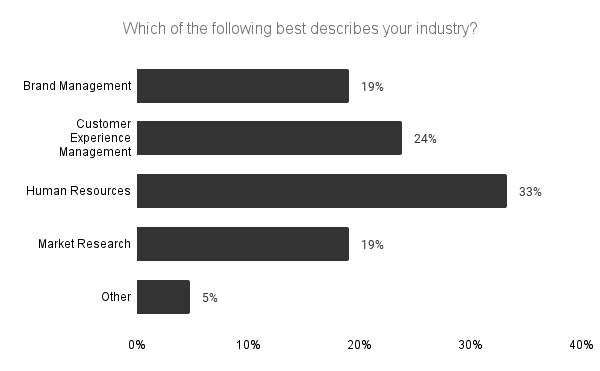 Which of the following best describes your industry?
Brand Management
19%
Customer
Experience
Management
24%
Human Resources
33%
Market Research
19%
Other
5%
0%
10%
20%
30%
40%